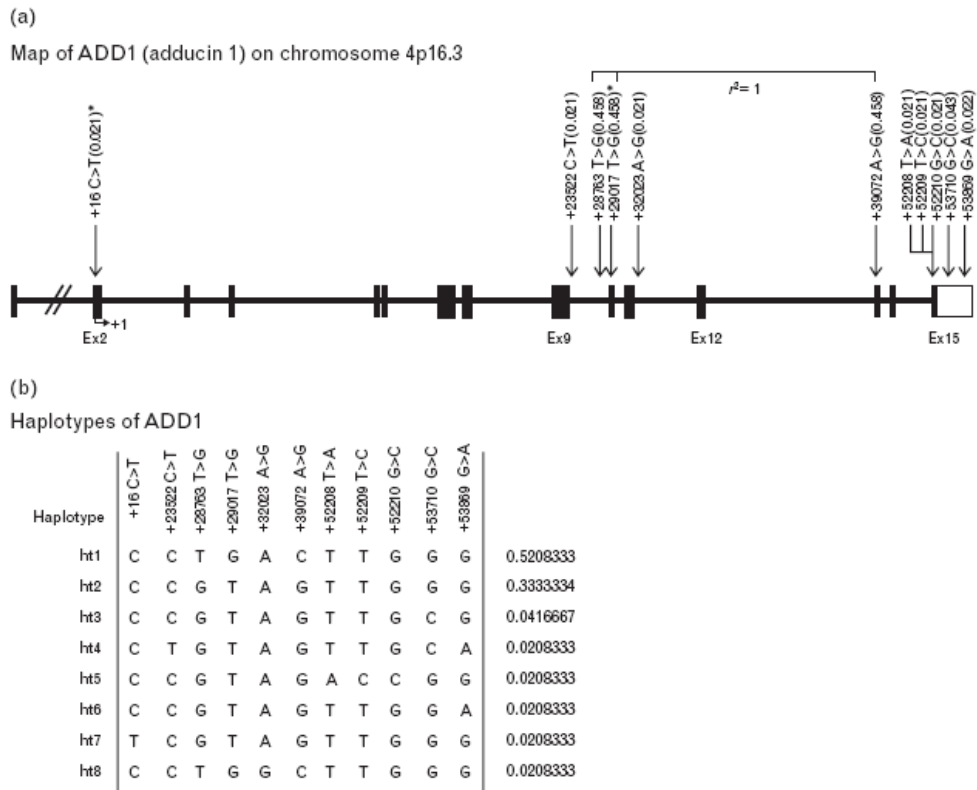 (a)
Map of ADD1 (adducin 1) on chromosome 4p16.3
r²= 1
+16 C>T(0.021)*
+23522 C>T(0.021)
+28763 T>G(0.458)
+29017 T>G(0.458)*
+32023 A>G(0.021)
+39072 A>G(0.458)
+52208 T>A(0.021)
+52209 T>C(0.021)
+52210 G>C(0.021)
+53710 G>C(0.043)
+53869 G>A(0.022)
+1
Ex2 Ex9 Ex12 Ex15
(b)
Haplotypes of ADD1
Haplotype +16 C>T +23522 C>T +28763 T>G +29017 T>G +32023 A>G +39072 A>G +52208 T>A +52209 T>C +52210 G>C +53710 G>C +53869 G>A
ht1 C C T G A C T T G G G 0.5208333
ht2 C C G T A G T T G G G 0.3333334
ht3 C C G T A G T T G C G 0.0416667
ht4 C T G T A G T T G C A 0.0208333
ht5 C C G T A G A C C G G 0.0208333
ht6 C C G T A G T T G G A 0.0208333
ht7 T C G T A G T T G G G 0.0208333
ht8 C C T G G C T T G G G 0.0208333